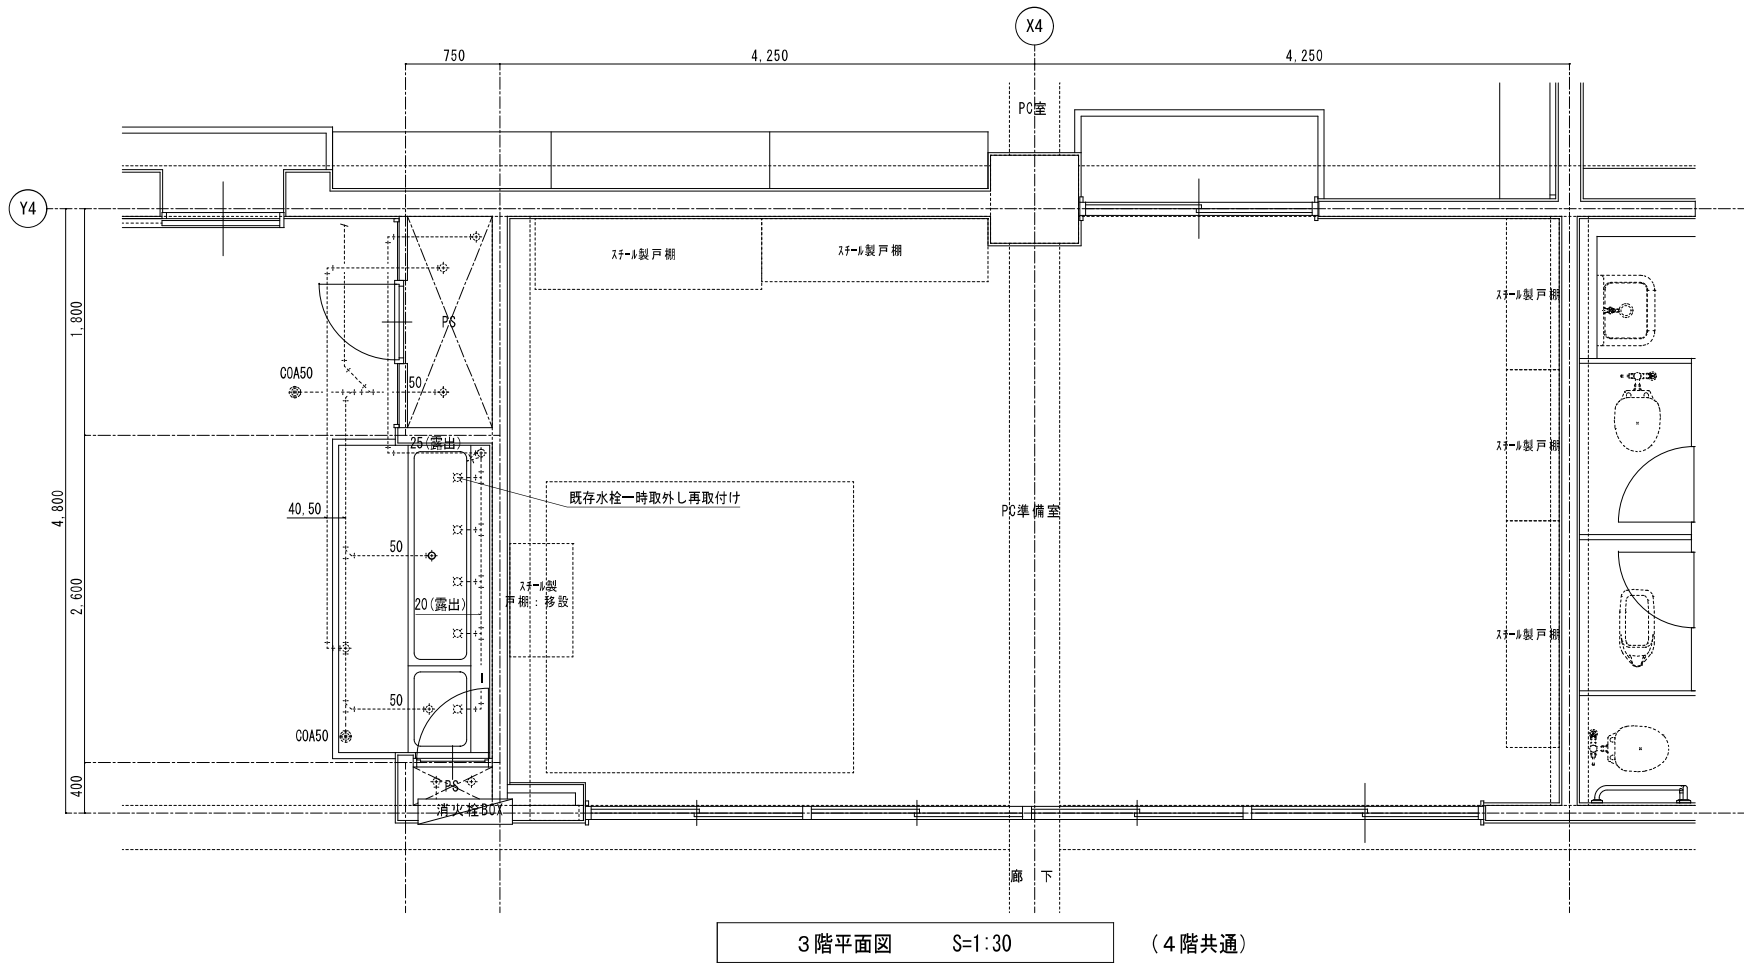 X4
750
4,250
4,250
PC室
Y4
スチール製戸棚
スチール製戸棚
スチール製戸棚
1,800
PS
COA50
50
25(露出)
スチール製戸棚
4,800
40,50
既存水栓一時取外し再取付け
PC準備室
50
2,600
スチール製
戸棚：移設
20(露出)
スチール製戸棚
50
COA50
400
PS
消火栓BOX
廊　下
３階平面図　S=1:30　(４階共通)